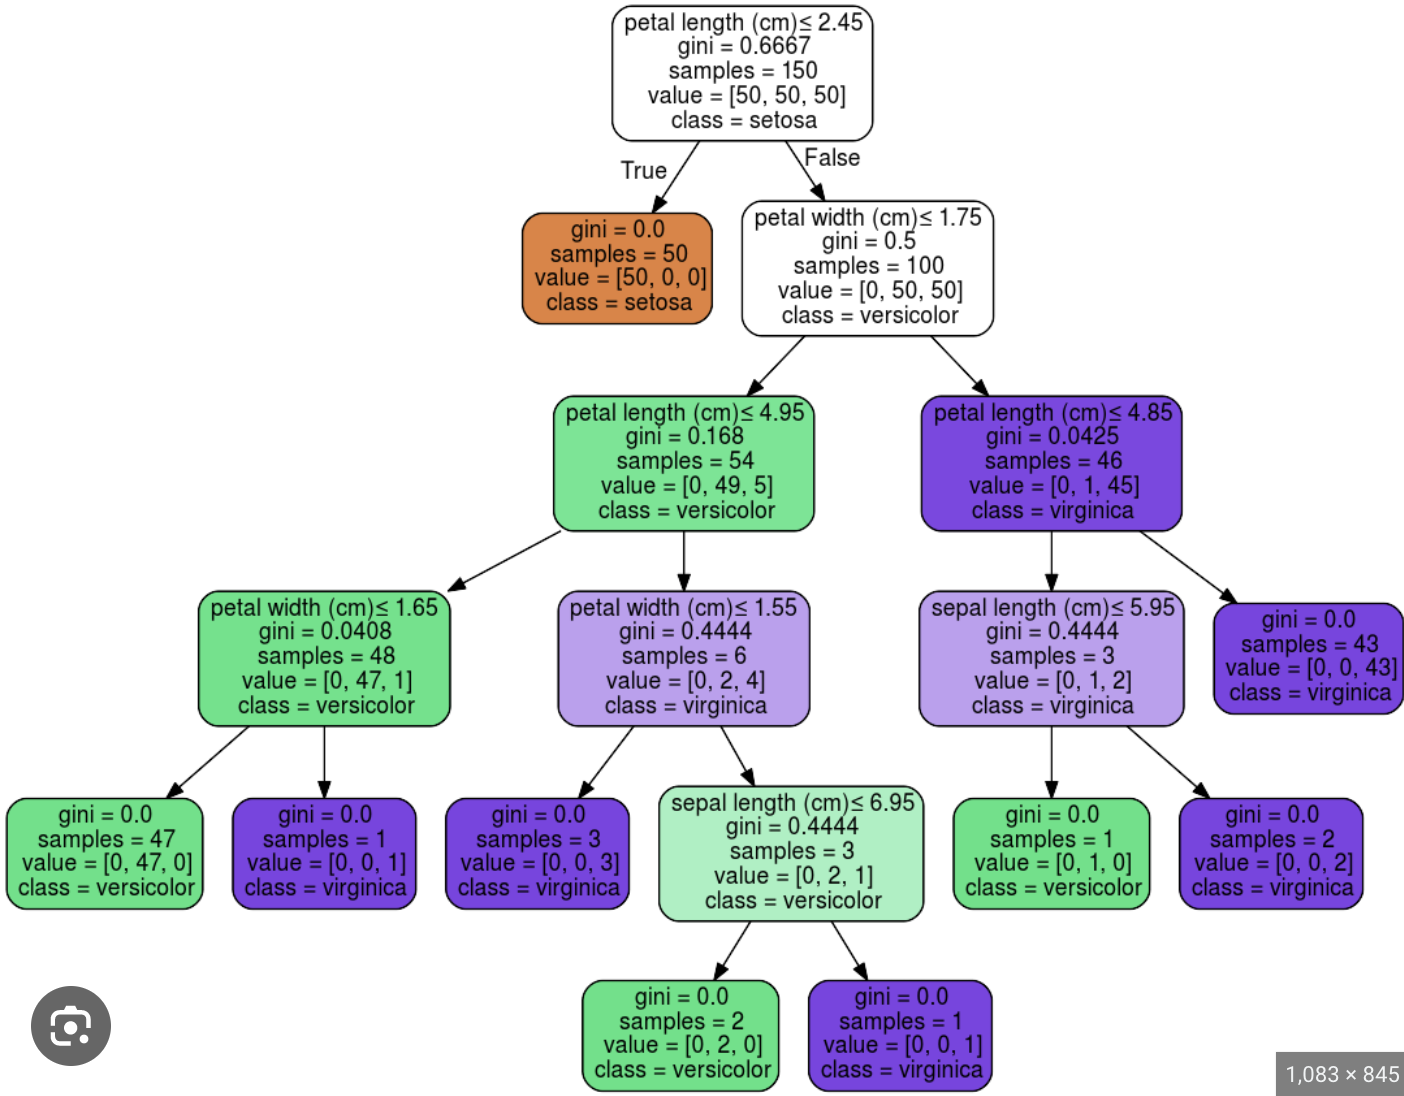 petal length (cm)≤ 2.45
gini = 0.6667
samples = 150
value = [50, 50, 50]
class = setosa
True
False
gini = 0.0
samples = 50
value = [50, 0, 0]
class = setosa
petal width (cm)≤ 1.75
gini = 0.5
samples = 100
value = [0, 50, 50]
class = versicolor
petal length (cm)≤ 4.95
gini = 0.168
samples = 54
value = [0, 49, 5]
class = versicolor
petal length (cm)≤ 4.85
gini = 0.0425
samples = 46
value = [0, 1, 45]
class = virginica
petal width (cm)≤ 1.65
gini = 0.0408
samples = 48
value = [0, 47, 1]
class = versicolor
petal width (cm)≤ 1.55
gini = 0.4444
samples = 6
value = [0, 2, 4]
class = virginica
sepal length (cm)≤ 5.95
gini = 0.4444
samples = 3
value = [0, 1, 2]
class = virginica
gini = 0.0
samples = 43
value = [0, 0, 43]
class = virginica
gini = 0.0
samples = 47
value = [0, 47, 0]
class = versicolor
gini = 0.0
samples = 1
value = [0, 0, 1]
class = virginica
gini = 0.0
samples = 3
value = [0, 0, 3]
class = virginica
sepal length (cm)≤ 6.95
gini = 0.4444
samples = 3
value = [0, 2, 1]
class = versicolor
gini = 0.0
samples = 1
value = [0, 1, 0]
class = versicolor
gini = 0.0
samples = 2
value = [0, 0, 2]
class = virginica
gini = 0.0
samples = 2
value = [0, 2, 0]
class = versicolor
gini = 0.0
samples = 1
value = [0, 0, 1]
class = virginica
1,083 × 845